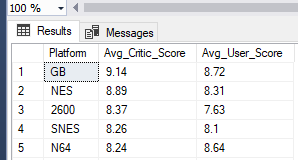 100 %
Results Messages
Platform Avg_Critic_Score Avg_User_Score
1 GB 9.14 8.72
2 NES 8.89 8.31
3 2600 8.37 7.63
4 SNES 8.26 8.1
5 N64 8.24 8.64